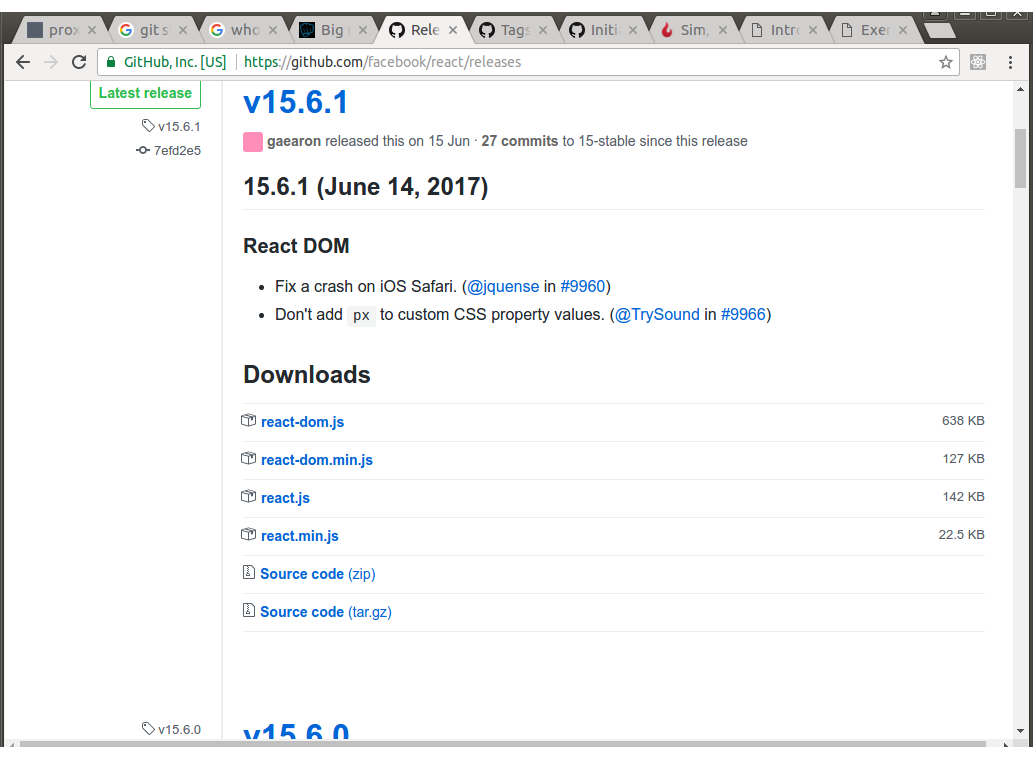 prox
git s
who
Big
Rele
Tags
Initi
Sim,
Intro
Exer
GitHub, Inc. [US] https://github.com/facebook/react/releases
Latest release
v15.6.1
7efd2e5
v15.6.1
gaearon released this on 15 Jun · 27 commits to 15-stable since this release
15.6.1 (June 14, 2017)
React DOM
• Fix a crash on iOS Safari. (@jquense in #9960)
• Don't add px to custom CSS property values. (@TrySound in #9966)
Downloads
react-dom.js 638 KB
react-dom.min.js 127 KB
react.js 142 KB
react.min.js 22.5 KB
Source code (zip)
Source code (tar.gz)
v15.6.0
v15.6.0